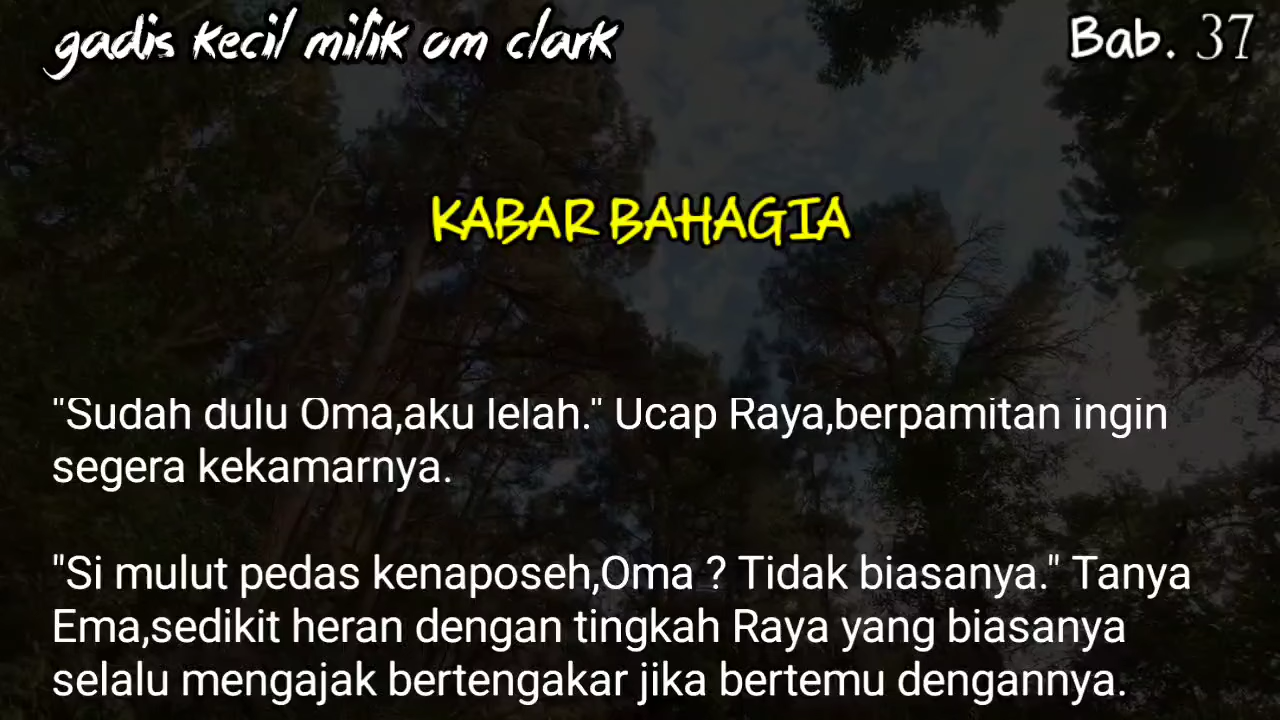 gadis kecil milik om clark
Bab. 37
KABAR BAHAGIA
"Sudah dulu Oma,aku lelah." Ucap Raya,berpamitan ingin
segera kekamarnya.
"Si mulut pedas kenaposeh,Oma ? Tidak biasanya." Tanya
Ema,sedikit heran dengan tingkah Raya yang biasanya
selalu mengajak bertengakar jika bertemu dengannya.